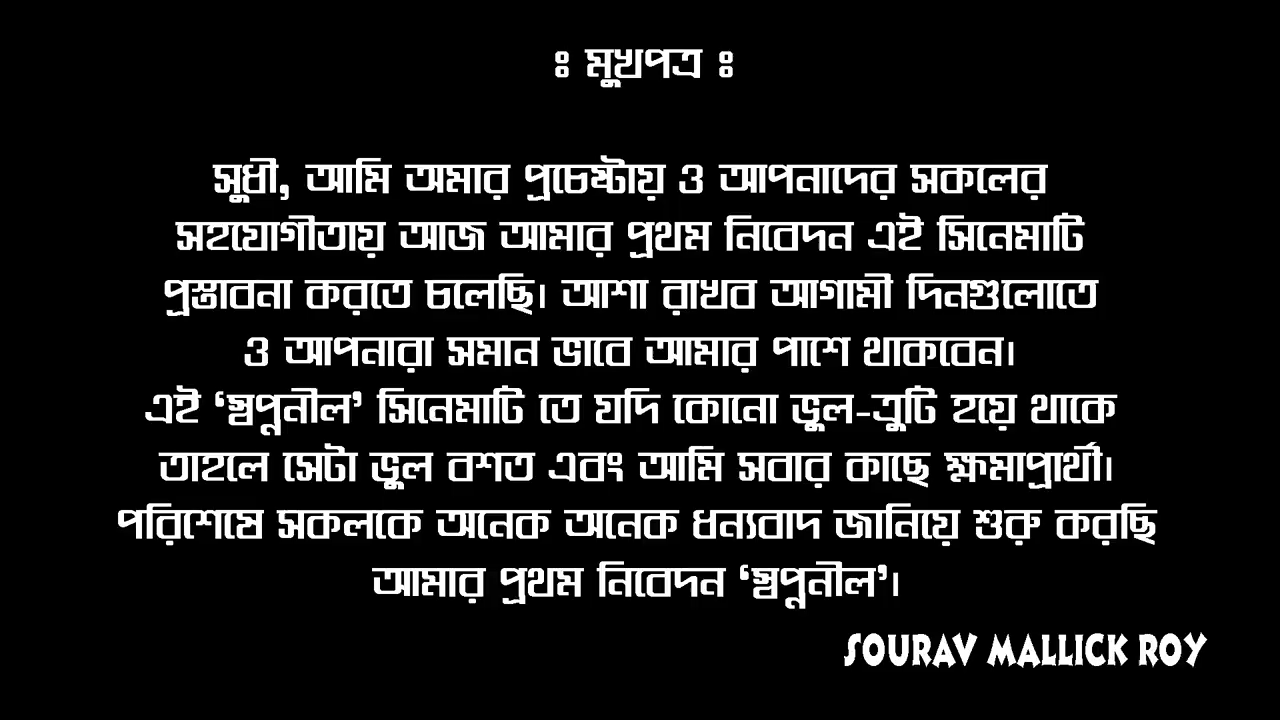 ঃ মুখপত্র ঃ
সুধী, আমি অমার প্রচেষ্টায় ও আপনাদের সকলের
সহযোগীতায় আজ আমার প্রথম নিবেদন এই সিনেমাটি
প্রস্তাবনা করতে চলেছি। আশা রাখব আগামী দিনগুলোতে
ও আপনারা সমান ভাবে আমার পাশে থাকবেন।
এই ‘স্বপ্ননীল’ সিনেমাটি তে যদি কোনো ভুল-ত্রুটি হয়ে থাকে
তাহলে সেটা ভুল বশত এবং আমি সবার কাছে ক্ষমাপ্রার্থী।
পরিশেষে সকলকে অনেক অনেক ধন্যবাদ জানিয়ে শুরু করছি
আমার প্রথম নিবেদন ‘স্বপ্ননীল’।
SOURAV MALLICK ROY